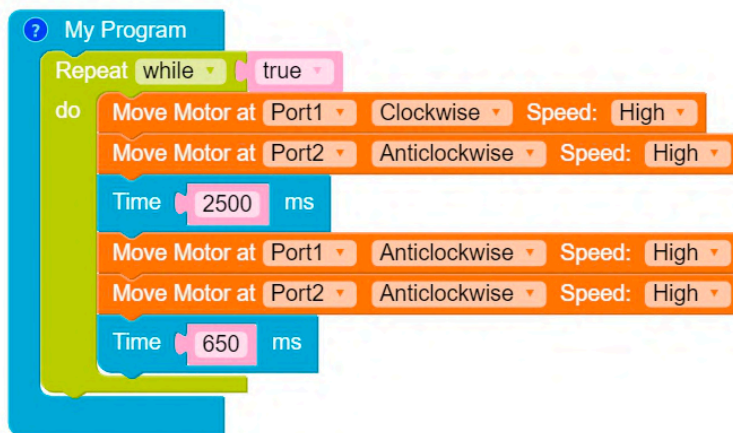 ? My Program
Repeat while true
do Move Motor at Port1 Clockwise Speed: High
Move Motor at Port2 Anticlockwise Speed: High
Time 2500 ms
Move Motor at Port1 Anticlockwise Speed: High
Move Motor at Port2 Anticlockwise Speed: High
Time 650 ms